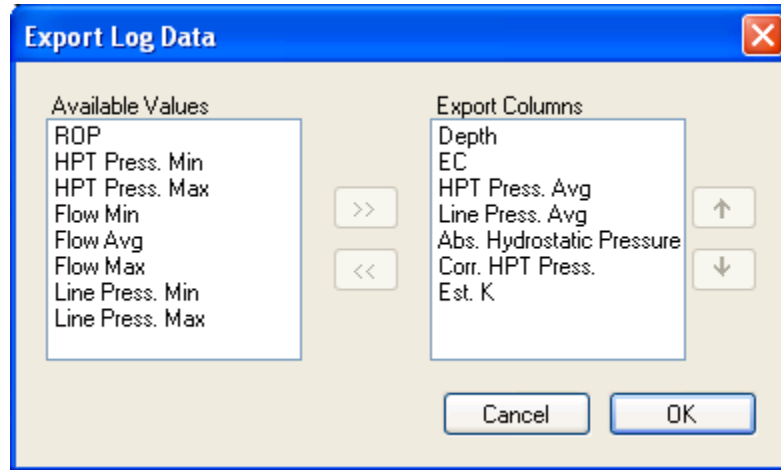 Export Log Data
Available Values
ROP
HPT Press. Min
HPT Press. Max
Flow Min
Flow Avg
Flow Max
Line Press. Min
Line Press. Max
>>
<<
Export Columns
Depth
EC
HPT Press. Avg
Line Press. Avg
Abs. Hydrostatic Pressure
Corr. HPT Press.
Est. K
Cancel
OK